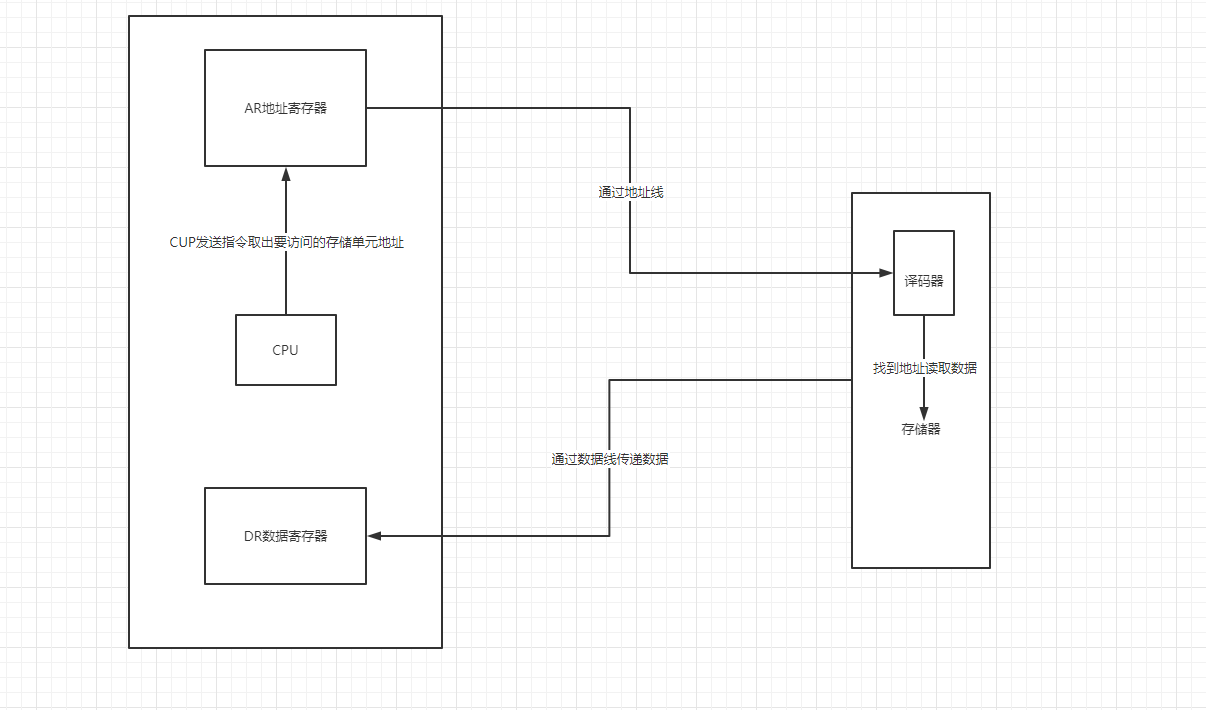 AR地址寄存器
通过地址线
CUP发送指令取出要访问的存储单元地址
译码器
CPU
找到地址读取数据
存储器
通过数据线传递数据
DR数据寄存器